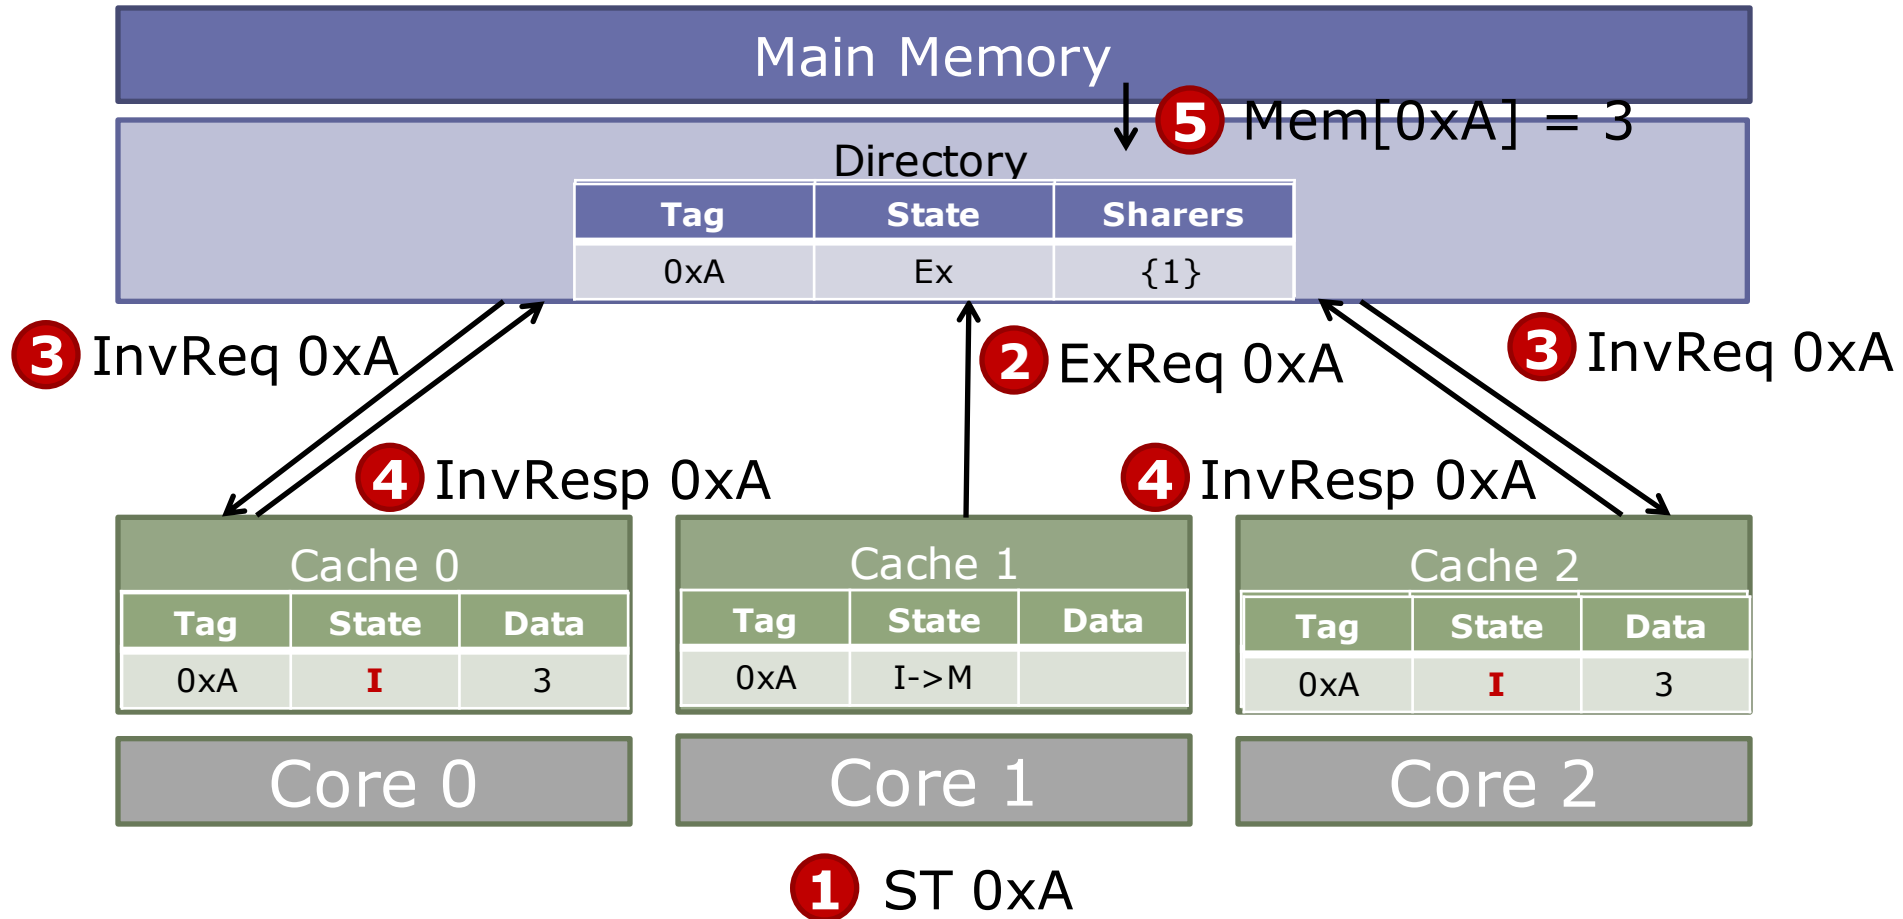 Main Memory
5 Mem[0xA] = 3
Directory
Tag State Sharers
0xA Ex {1}
3 InvReq 0xA
2 ExReq 0xA
3 InvReq 0xA
4 InvResp 0xA
4 InvResp 0xA
Cache 0
Tag State Data
0xA I 3
Cache 1
Tag State Data
0xA I->M
Cache 2
Tag State Data
0xA I 3
Core 0
Core 1
Core 2
1 ST 0xA